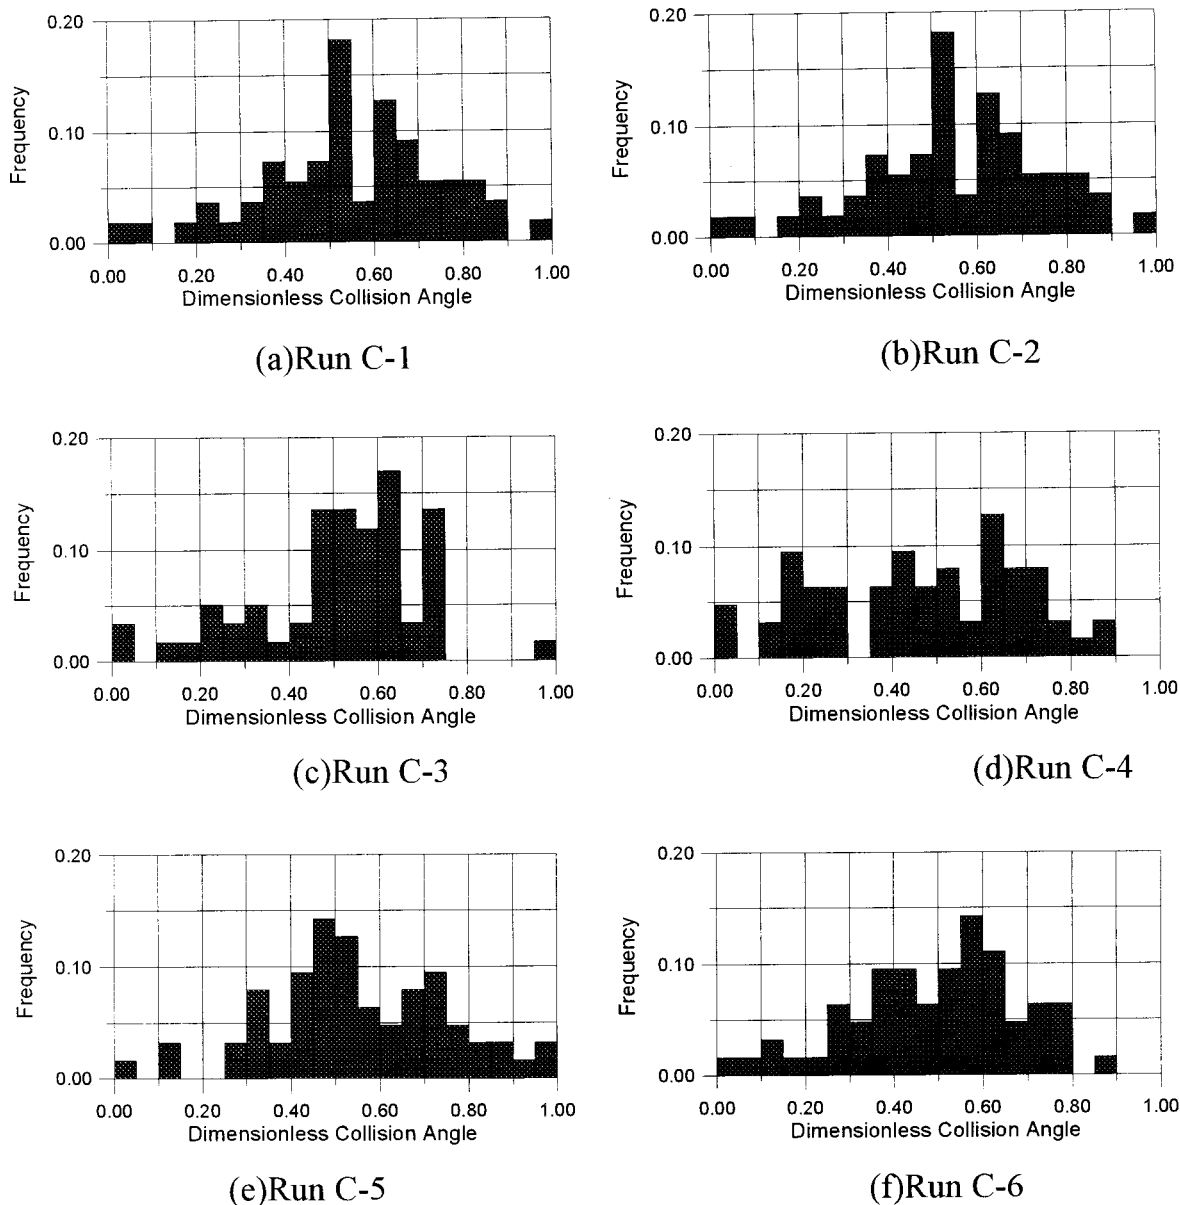 0.20
0.10
0.00
Frequency
0.00 0.20 0.40 0.60 0.80 1.00
Dimensionless Collision Angle
(a)Run C-1
0.20
0.10
0.00
Frequency
0.00 0.20 0.40 0.60 0.80 1.00
Dimensionless Collision Angle
(b)Run C-2
0.20
0.10
0.00
Frequency
0.00 0.20 0.40 0.60 0.80 1.00
Dimensionless Collision Angle
(c)Run C-3
0.20
0.10
0.00
Frequency
0.00 0.20 0.40 0.60 0.80 1.00
Dimensionless Collision Angle
(d)Run C-4
0.20
0.10
0.00
Frequency
0.00 0.20 0.40 0.60 0.80 1.00
Dimensionless Collision Angle
(e)Run C-5
0.20
0.10
0.00
Frequency
0.00 0.20 0.40 0.60 0.80 1.00
Dimensionless Collision Angle
(f)Run C-6